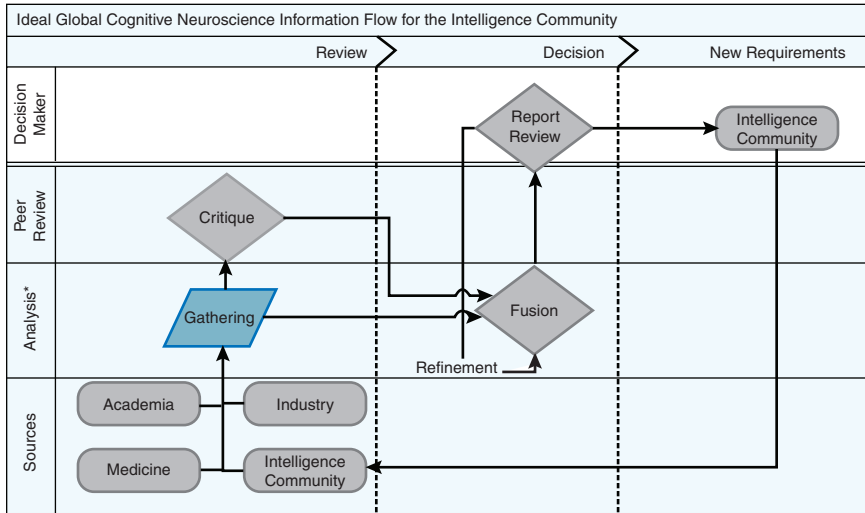 Ideal Global Cognitive Neuroscience Information Flow for the Intelligence Community
Review
Decision
New Requirements
Decision
Maker
Report
Review
Intelligence
Community
Peer
Review
Critique
Analysis*
Gathering
Fusion
Refinement
Sources
Academia
Industry
Medicine
Intelligence
Community